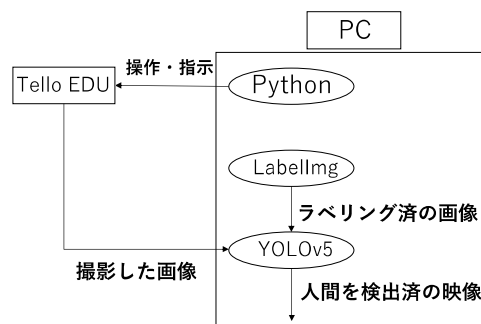 PC
操作・指示
Tello EDU
Python
LabelImg
ラベリング済の画像
YOLOv5
撮影した画像
人間を検出済の映像